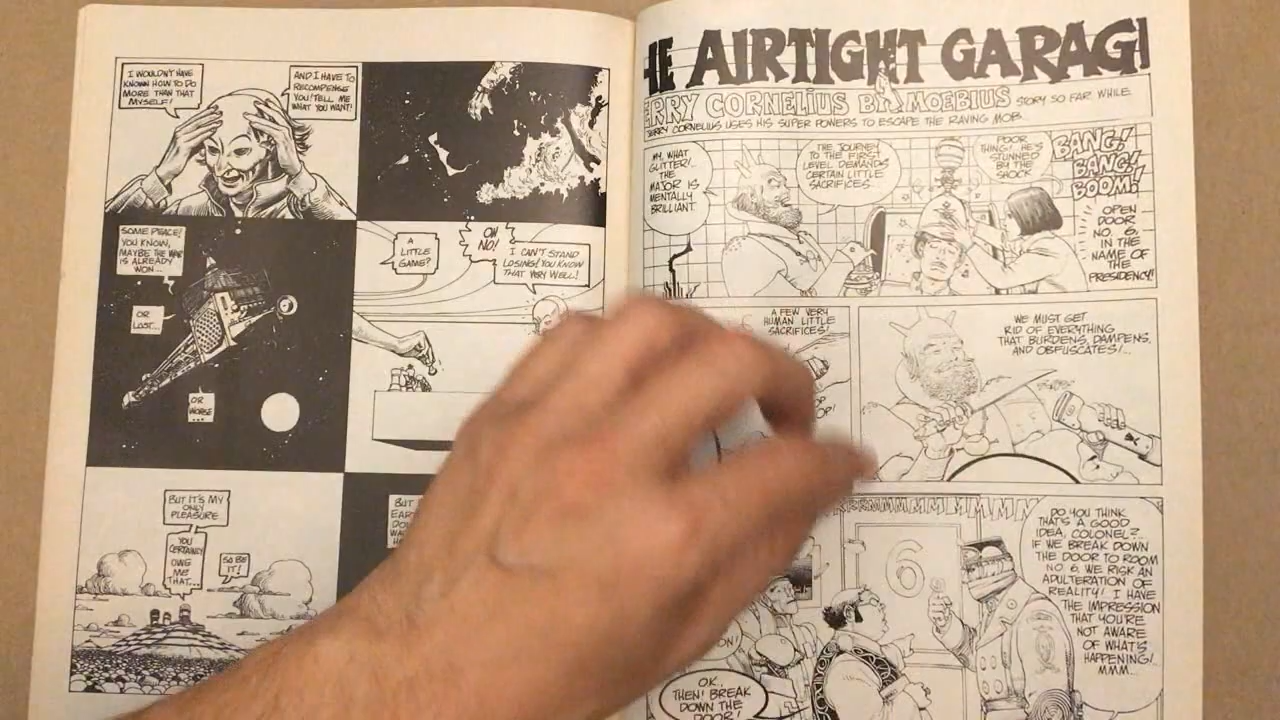 I WOULDN'T HAVE
KNOWN HOW TO DO
MORE THAN THAT
MYSELF!
AND I HAVE TO
RECOMPENSE
YOU! TELL ME
WHAT YOU WANT!
SOME PEACE!
YOU KNOW,
MAYBE THE WAR
IS ALREADY
WON...
OR
LOST...
OR
WORSE
...
A
LITTLE
GAME?
OH
NO!
I CAN'T STAND
LOSING! YOU KNOW
THAT VERY WELL!
BUT IT'S MY
ONLY
PLEASURE
YOU
CERTAINLY
OWE
ME
THAT...
SO BE
IT!
BUT
HE AIRTIGHT GARAG
ERRY CORNELIUS BY MOEBIUS STORY SO FAR WHILE
JERRY CORNELIUS USES HIS SUPER POWERS TO ESCAPE THE RAVING MOB.
MY, WHAT
GLITTER!
THE
MAJOR IS
MENTALLY
BRILLIANT.
THE JOURNEY
TO THE FIRST
LEVEL DEMANDS
CERTAIN LITTLE
SACRIFICES...
POOR
THING!.. HE'S
STUNNED
BY THE
SHOCK
BANG!
BANG!
BOOM!
OPEN
DOOR
NO. 6,
IN THE
NAME OF
THE
PRESIDENCY!
A FEW VERY
HUMAN LITTLE
SACRIFICES!..
WE MUST GET
RID OF EVERYTHING
THAT BURDENS, DAMPENS,
AND OBFUSCATES!...
6
DO YOU THINK
THAT'S A GOOD
IDEA, COLONEL?...
IF WE BREAK DOWN
THE DOOR TO ROOM
NO 6, WE RISK AN
ADULTERATION OF
REALITY! I HAVE
THE IMPRESSION
THAT YOU'RE
NOT AWARE
OF WHAT'S
HAPPENING!
MMM...
OK..
THEN! BREAK
DOWN THE
DOOR!